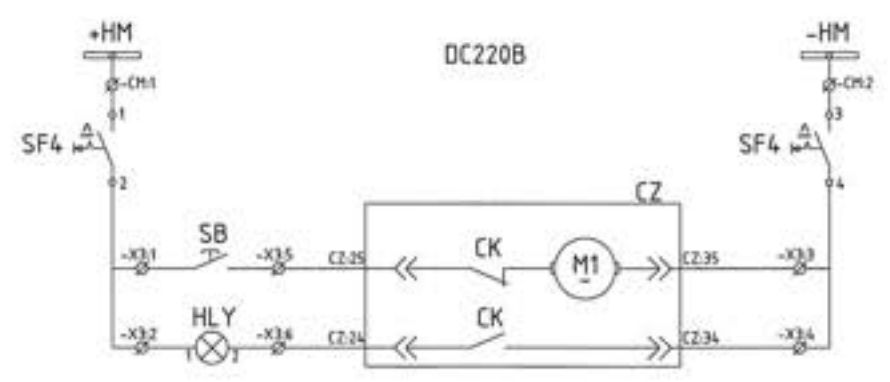 +HM
DC220B
-HM
-CM:1
-CM:2
1
3
SF4
SF4
2
4
CZ
SB
-X3:1
-X3:5
CZ:25
CK
M1
CZ:35
-X3:3
HLY
CK
-X3:2
1
2
-X3:6
CZ:24
CZ:34
-X3:4